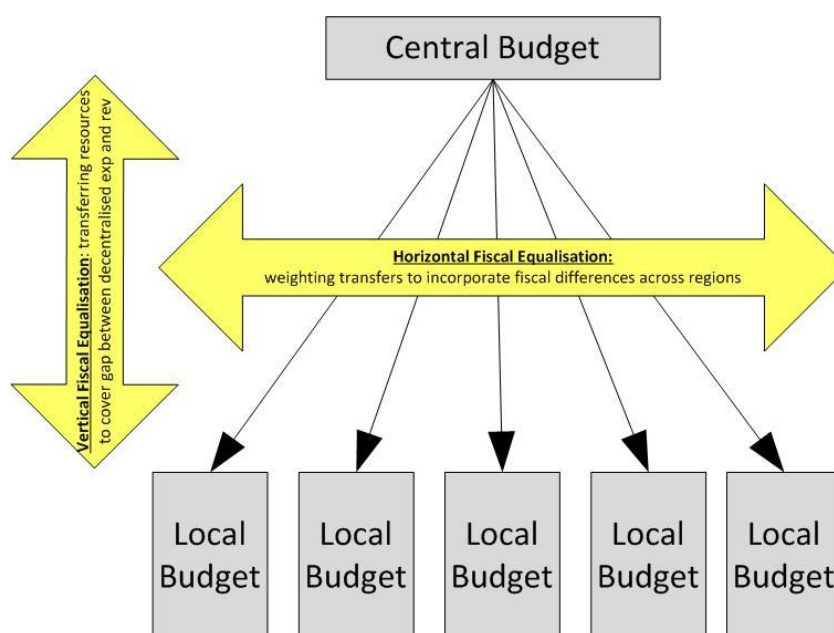 Central Budget
Vertical Fiscal Equalisation: transferring resources
to cover gap between decentralised exp and rev
Horizontal Fiscal Equalisation:
weighting transfers to incorporate fiscal differences across regions
Local
Budget
Local
Budget
Local
Budget
Local
Budget
Local
Budget